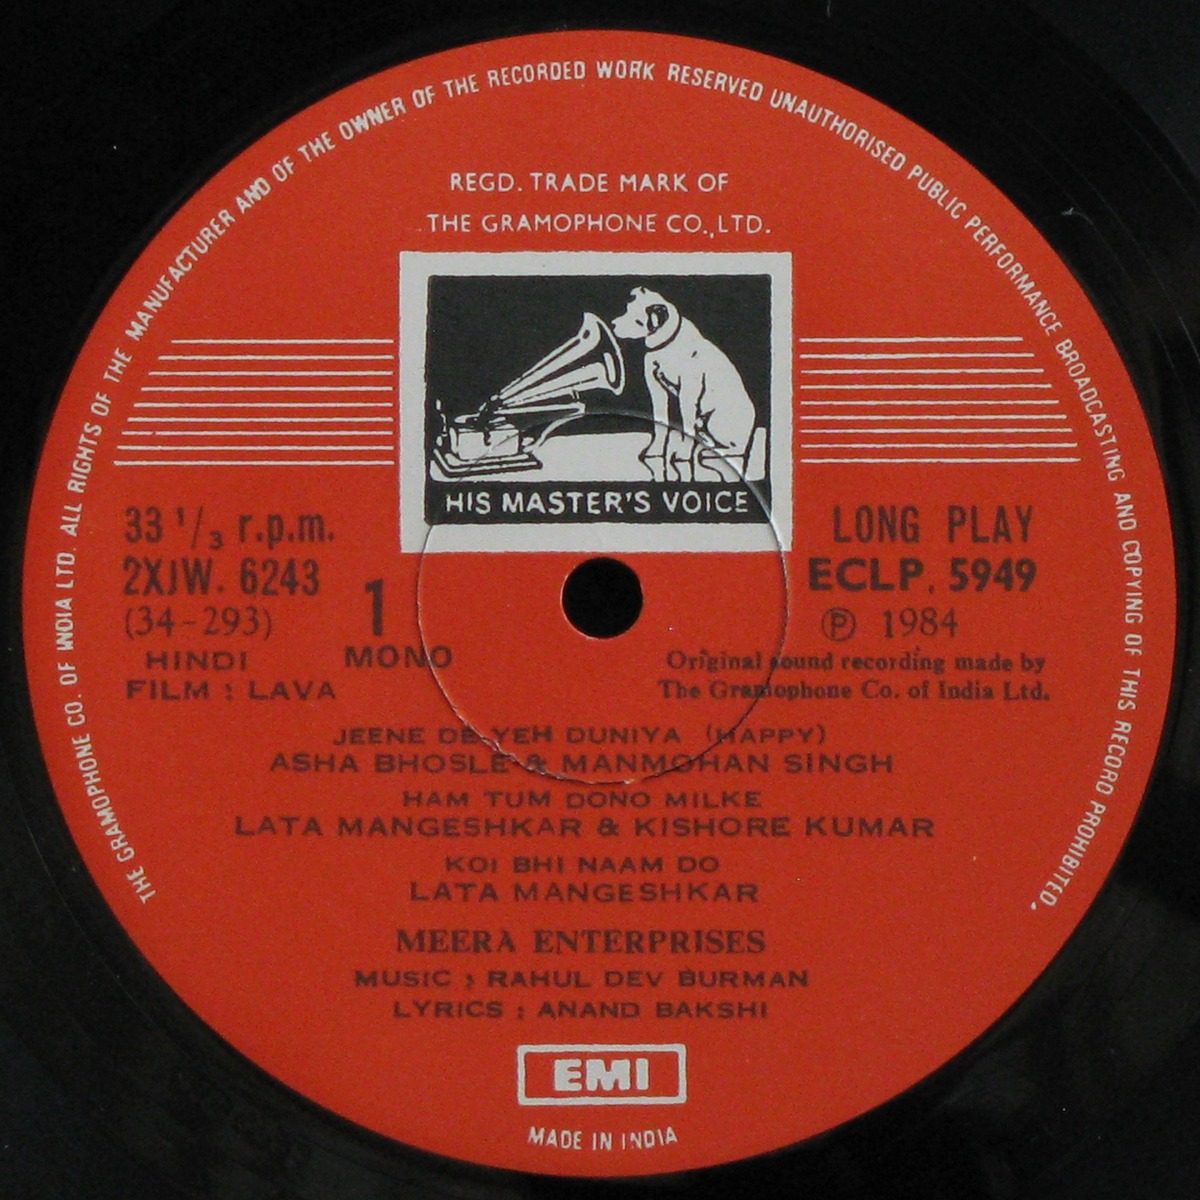 THE GRAMOPHONE CO. OF INDIA LTD. ALL RIGHTS OF THE MANUFACTURER AND OF THE OWNER OF THE RECORDED WORK RESERVED UNAUTHORISED PUBLIC PERFORMANCE BROADCASTING AND COPYING OF THIS RECORD PROHIBITED.
REGD. TRADE MARK OF
THE GRAMOPHONE CO., LTD.
HIS MASTER'S VOICE
33 1/3 r.p.m.
2XJW. 6243
(34-293)
1
HINDI
MONO
FILM : LAVA
LONG PLAY
ECLP. 5949
Ⓟ 1984
Original sound recording made by
The Gramophone Co. of India Ltd.
JEENE DE YEH DUNIYA (HAPPY)
ASHA BHOSLE & MANMOHAN SINGH
HAM TUM DONO MILKE
LATA MANGESHKAR & KISHORE KUMAR
KOI BHI NAAM DO
LATA MANGESHKAR
MEERA ENTERPRISES
MUSIC : RAHUL DEV BURMAN
LYRICS : ANAND BAKSHI
EMI
MADE IN INDIA